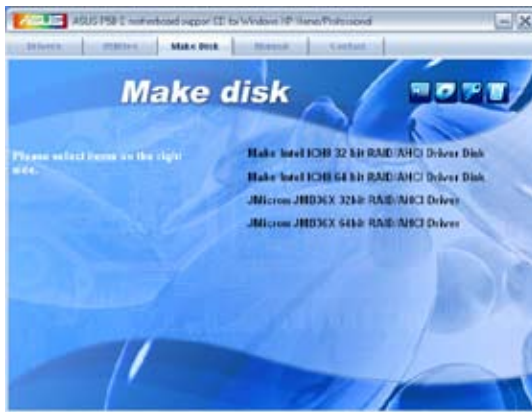 ASUS P5B-E motherboard support CD for Windows XP Home/Professional
Drivers Utilities Make Disk Manual Contact
Make disk
Please select items on the right
side.
Make Intel ICH8 32 bit RAID/AHCI Driver Disk
Make Intel ICH8 64 bit RAID/AHCI Driver Disk
JMicron JMB36X 32bit RAID/AHCI Driver
JMicron JMB36X 64bit RAID/AHCI Driver